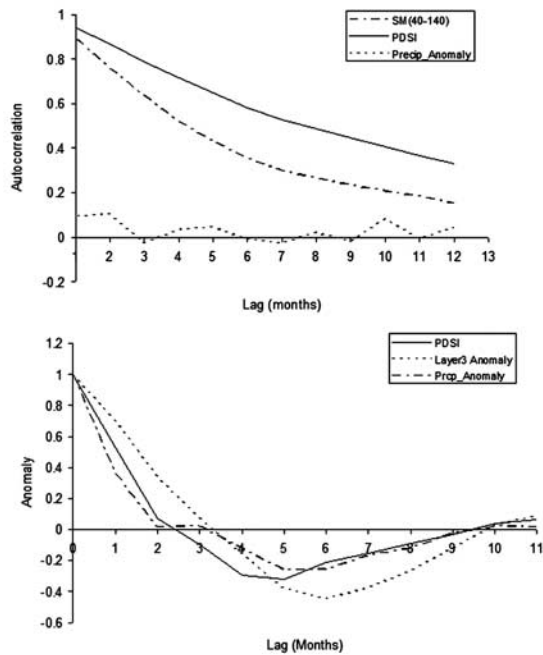 1
0.8
0.6
0.4
0.2
0
-0.2
Autocorrelation
SM(40-140)
PDSI
Precip_Anomaly
2 3 4 5 6 7 8 9 10 11 12 13
Lag (months)
1.2
1
0.8
0.6
0.4
0.2
0
-0.2
-0.4
-0.6
Anomaly
PDSI
Layer3 Anomaly
Prcp_Anomaly
0 1 2 3 4 5 6 7 8 9 10 11
Lag (Months)